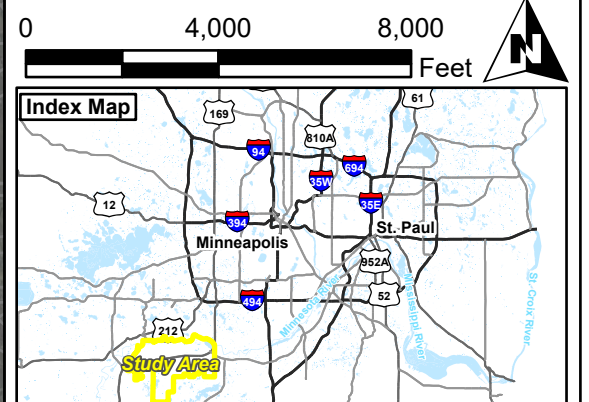 0 4,000 8,000
Feet
N
Index Map
61
169
810A
94
694
35W
35E
12
394
St. Paul
Minneapolis
952A
Minnesota River
Mississippi River
St. Croix River
494
52
212
Study Area